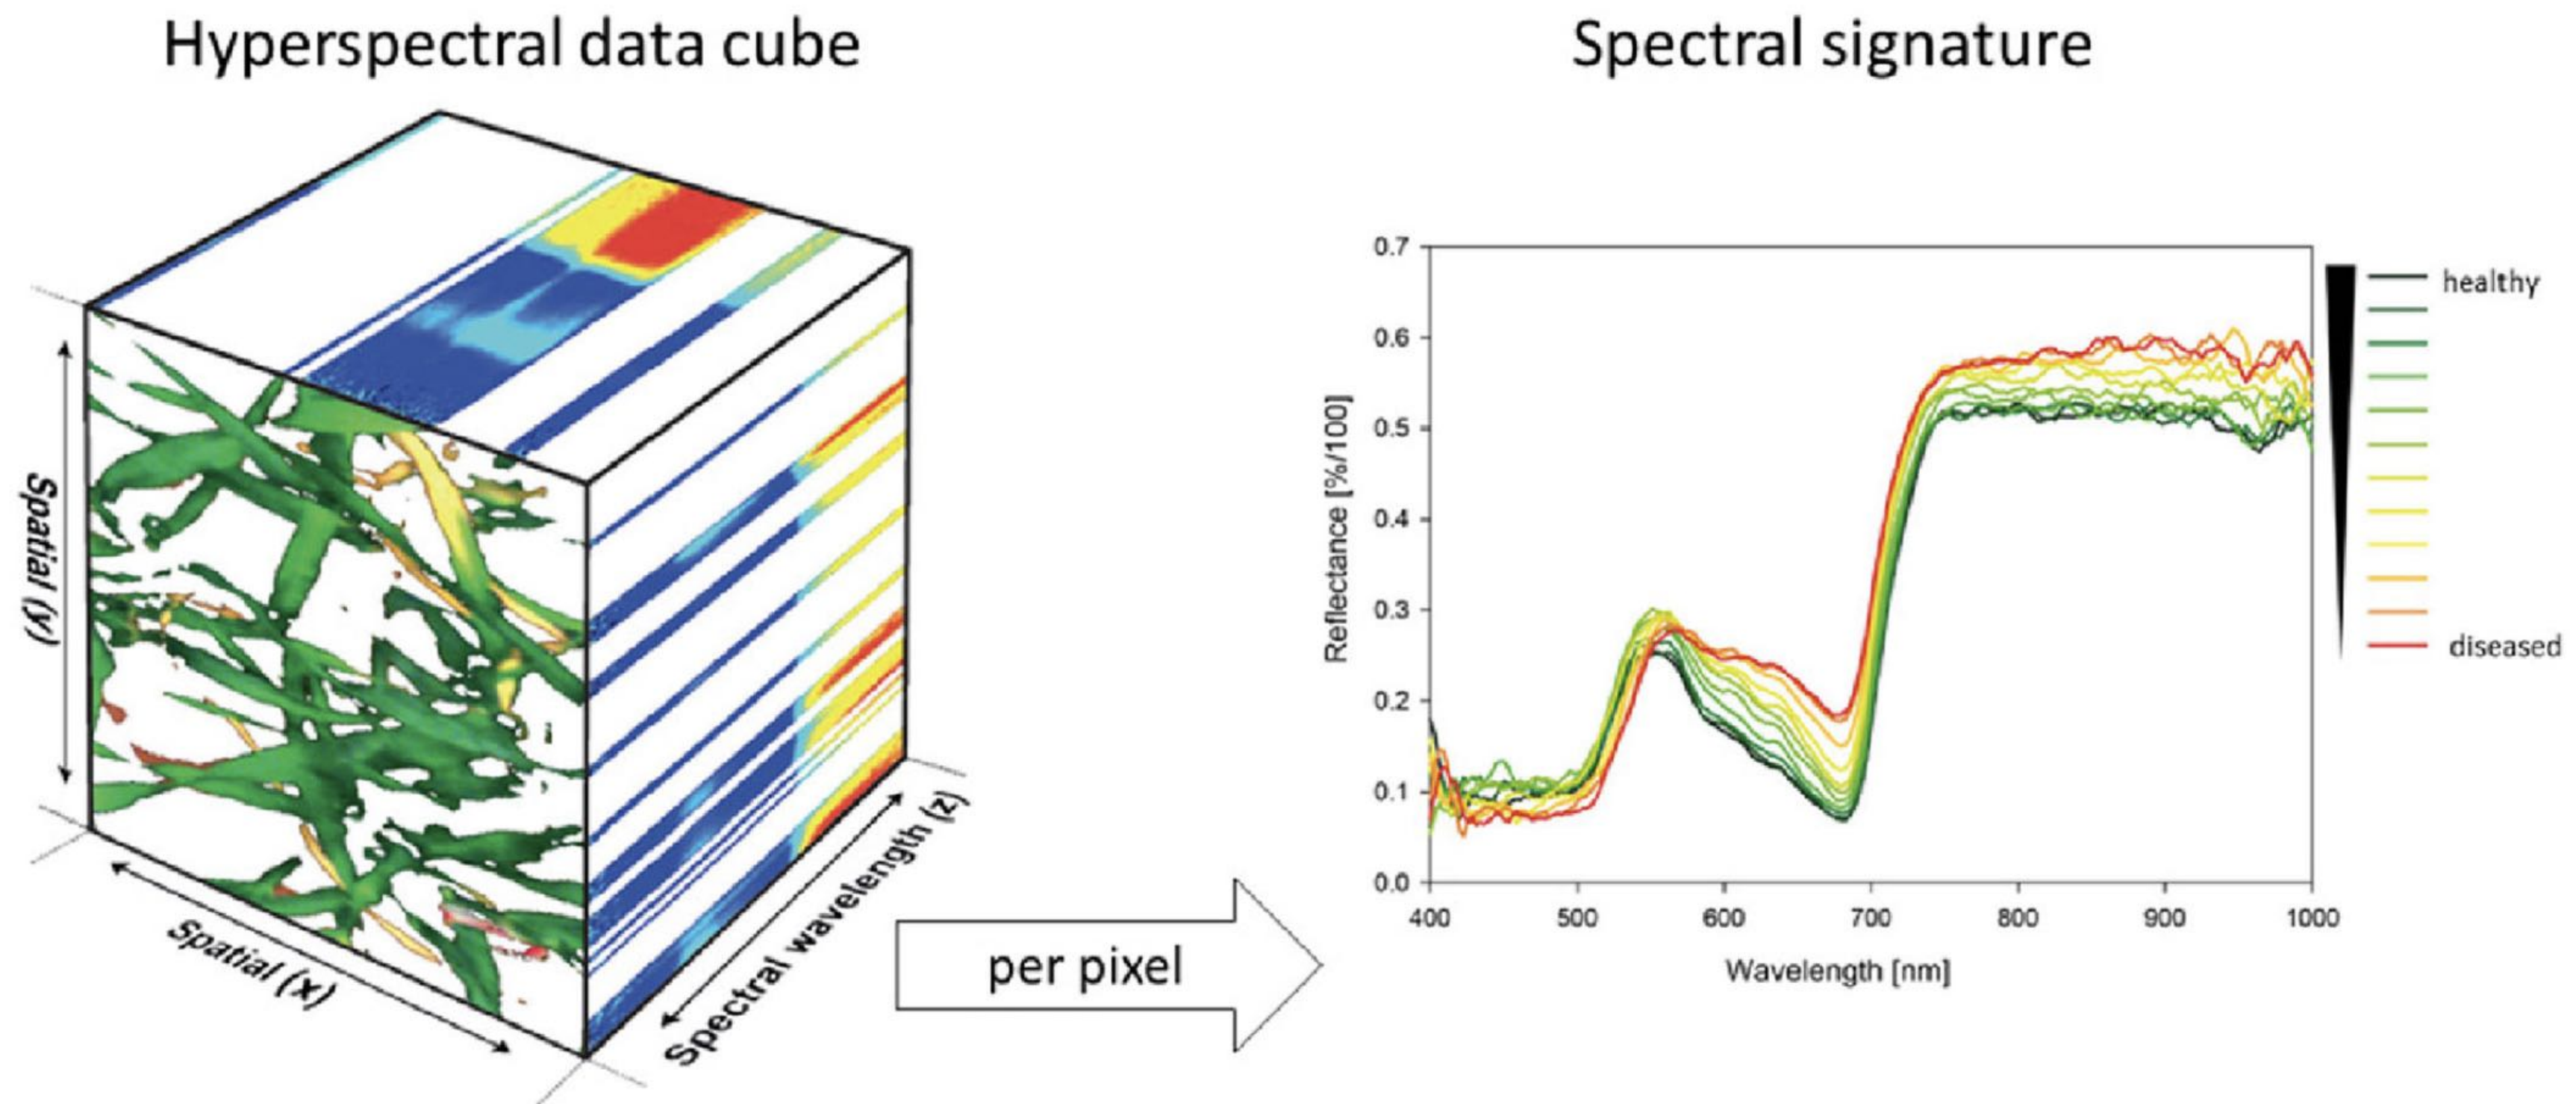 Hyperspectral data cube
Spectral signature
Spatial (y)
Spatial (x)
Spectral wavelength (z)
per pixel
Reflectance [%/100]
0.7
0.6
0.5
0.4
0.3
0.2
0.1
0.0
400 500 600 700 800 900 1000
Wavelength [nm]
healthy
diseased